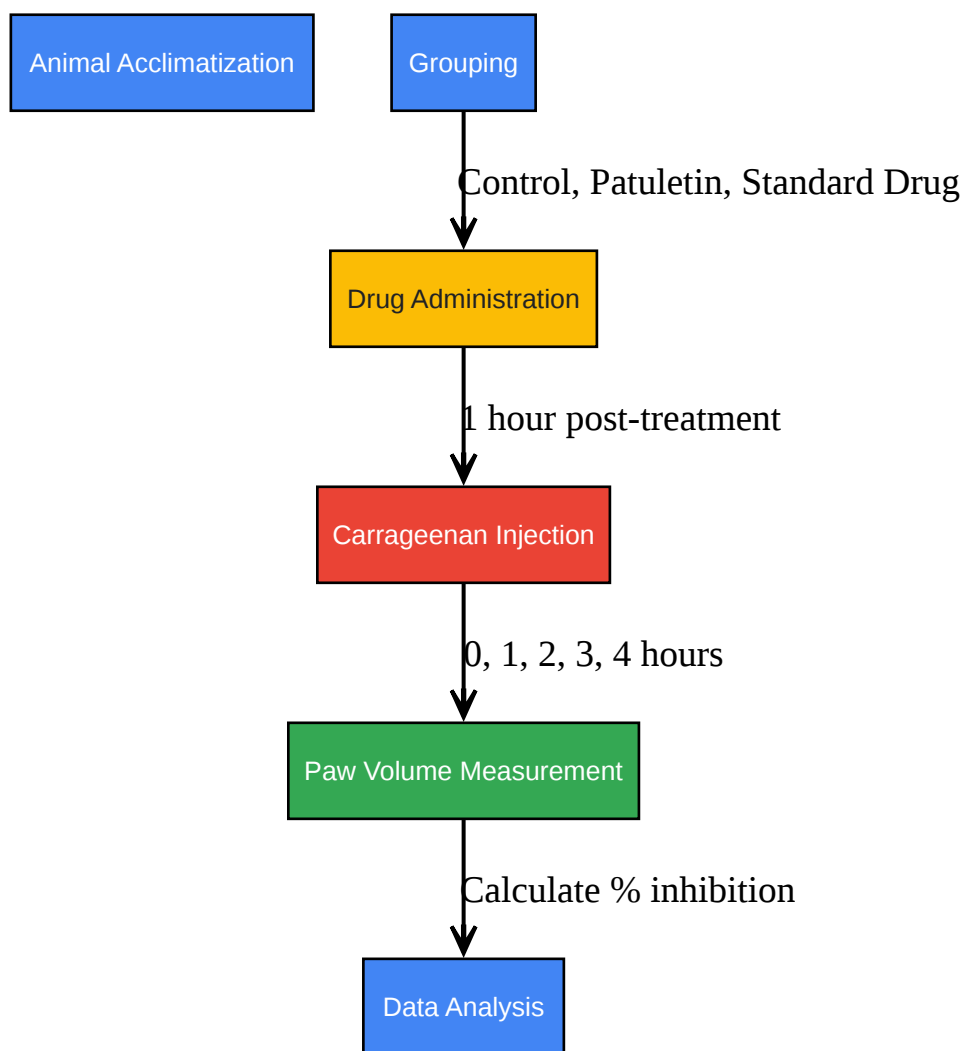 Animal Acclimatization
Grouping
Control, Patuletin, Standard Drug
Drug Administration
1 hour post-treatment
Carrageenan Injection
0, 1, 2, 3, 4 hours
Paw Volume Measurement
Calculate % inhibition
Data Analysis